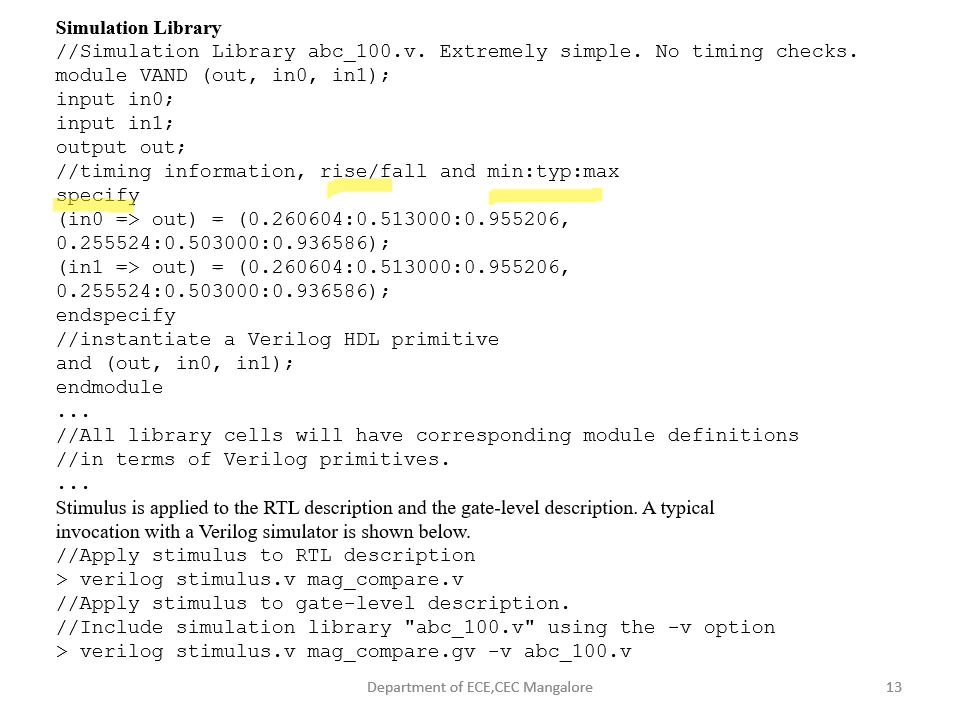 Simulation Library
//Simulation Library abc_100.v. Extremely simple. No timing checks.
module VAND (out, in0, in1);
input in0;
input in1;
output out;
//timing information, rise/fall and min:typ:max
specify
(in0 => out) = (0.260604:0.513000:0.955206,
0.255524:0.503000:0.936586);
(in1 => out) = (0.260604:0.513000:0.955206,
0.255524:0.503000:0.936586);
endspecify
//instantiate a Verilog HDL primitive
and (out, in0, in1);
endmodule
...
//All library cells will have corresponding module definitions
//in terms of Verilog primitives.
...
Stimulus is applied to the RTL description and the gate-level description. A typical
invocation with a Verilog simulator is shown below.
//Apply stimulus to RTL description
> verilog stimulus.v mag_compare.v
//Apply stimulus to gate-level description.
//Include simulation library "abc_100.v" using the -v option
> verilog stimulus.v mag_compare.gv -v abc_100.v
Department of ECE,CEC Mangalore
13